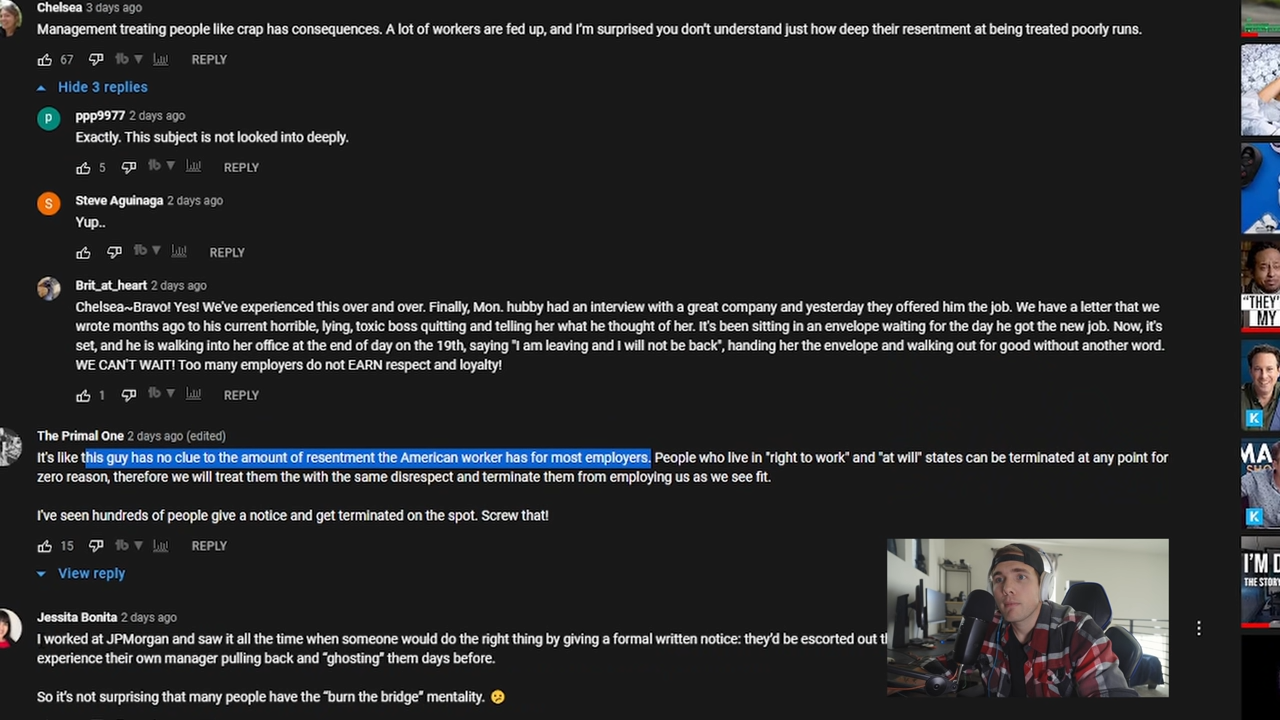 Chelsea 3 days ago
Management treating people like crap has consequences. A lot of workers are fed up, and I'm surprised you don't understand just how deep their resentment at being treated poorly runs.
67 REPLY
Hide 3 replies
p
ppp9977 2 days ago
Exactly. This subject is not looked into deeply.
5 REPLY
S
Steve Aguinaga 2 days ago
Yup..
REPLY
Brit_at_heart 2 days ago
Chelsea~Bravo! Yes! We've experienced this over and over. Finally, Mon. hubby had an interview with a great company and yesterday they offered him the job. We have a letter that we
wrote months ago to his current horrible, lying, toxic boss quitting and telling her what he thought of her. It's been sitting in an envelope waiting for the day he got the new job. Now, it's
set, and he is walking into her office at the end of day on the 19th, saying "I am leaving and I will not be back", handing her the envelope and walking out for good without another word.
WE CAN'T WAIT! Too many employers do not EARN respect and loyalty!
1 REPLY
The Primal One 2 days ago (edited)
It's like this guy has no clue to the amount of resentment the American worker has for most employers. People who live in "right to work" and "at will" states can be terminated at any point for
zero reason, therefore we will treat them the with the same disrespect and terminate them from employing us as we see fit.
I've seen hundreds of people give a notice and get terminated on the spot. Screw that!
15 REPLY
View reply
Jessita Bonita 2 days ago
I worked at JPMorgan and saw it all the time when someone would do the right thing by giving a formal written notice: they'd be escorted out
experience their own manager pulling back and “ghosting” them days before.
So it's not surprising that many people have the “burn the bridge” mentality.
"THEY'
MY
K
MA
K
I'M D
THE STORY